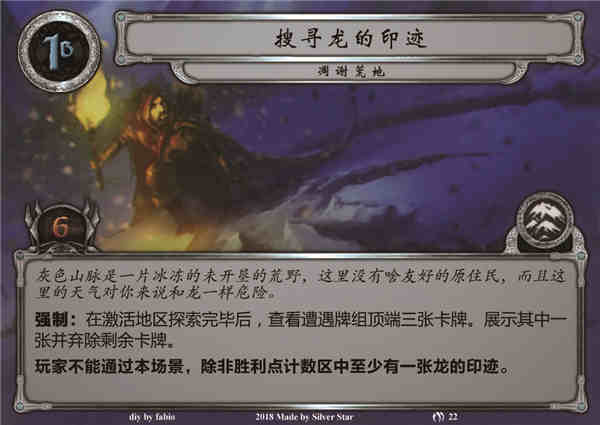 1B
搜寻龙的印迹
凋谢荒地
6
灰色山脉是一片冰冻的未开垦的荒野，这里没有啥友好的原住民，而且这
里的天气对你来说和龙一样危险。
强制：在激活地区探索完毕后，查看遭遇牌组顶端三张卡牌。展示其中一
张并弃除剩余卡牌。
玩家不能通过本场景，除非胜利点计数区中至少有一张龙的印迹。
diy by fabio
2018 Made by Silver Star
22